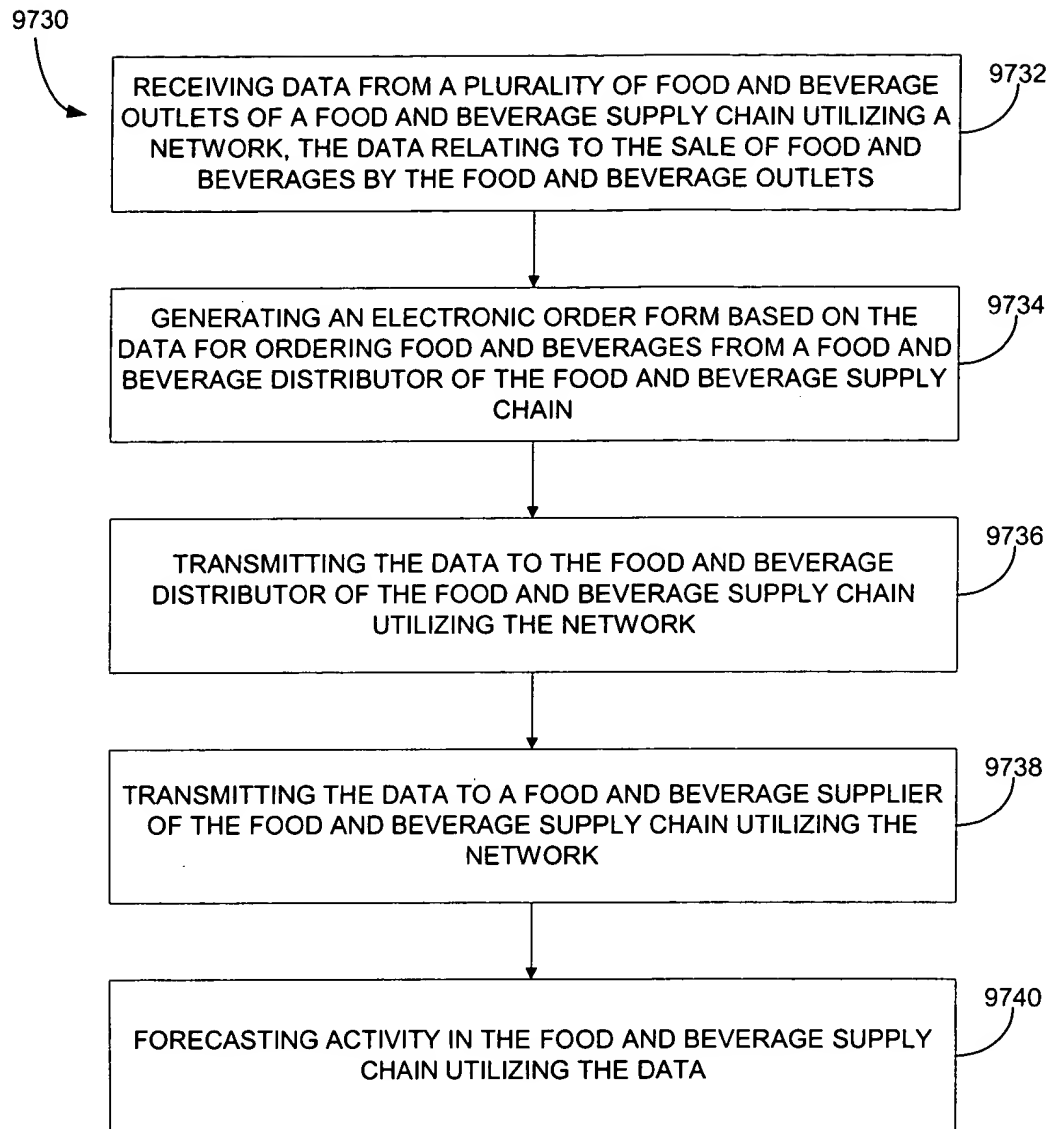 9730
9732
RECEIVING DATA FROM A PLURALITY OF FOOD AND BEVERAGE
OUTLETS OF A FOOD AND BEVERAGE SUPPLY CHAIN UTILIZING A
NETWORK, THE DATA RELATING TO THE SALE OF FOOD AND
BEVERAGES BY THE FOOD AND BEVERAGE OUTLETS
9734
GENERATING AN ELECTRONIC ORDER FORM BASED ON THE
DATA FOR ORDERING FOOD AND BEVERAGES FROM A FOOD AND
BEVERAGE DISTRIBUTOR OF THE FOOD AND BEVERAGE SUPPLY
CHAIN
9736
TRANSMITTING THE DATA TO THE FOOD AND BEVERAGE
DISTRIBUTOR OF THE FOOD AND BEVERAGE SUPPLY CHAIN
UTILIZING THE NETWORK
9738
TRANSMITTING THE DATA TO A FOOD AND BEVERAGE SUPPLIER
OF THE FOOD AND BEVERAGE SUPPLY CHAIN UTILIZING THE
NETWORK
9740
FORECASTING ACTIVITY IN THE FOOD AND BEVERAGE SUPPLY
CHAIN UTILIZING THE DATA